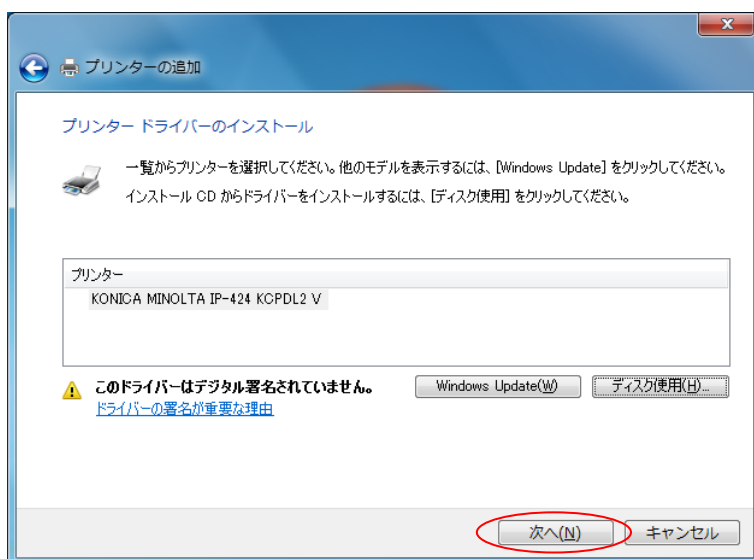 プリンターの追加
プリンター ドライバーのインストール
一覧からプリンターを選択してください。他のモデルを表示するには、[Windows Update] をクリックしてください。
インストール CD からドライバーをインストールするには、[ディスク使用] をクリックしてください。
プリンター
KONICA MINOLTA IP-424 KCPDL2 V
このドライバーはデジタル署名されていません。
Windows Update(W)
ディスク使用(H)...
ドライバーの署名が重要な理由
次へ(N)
キャンセル